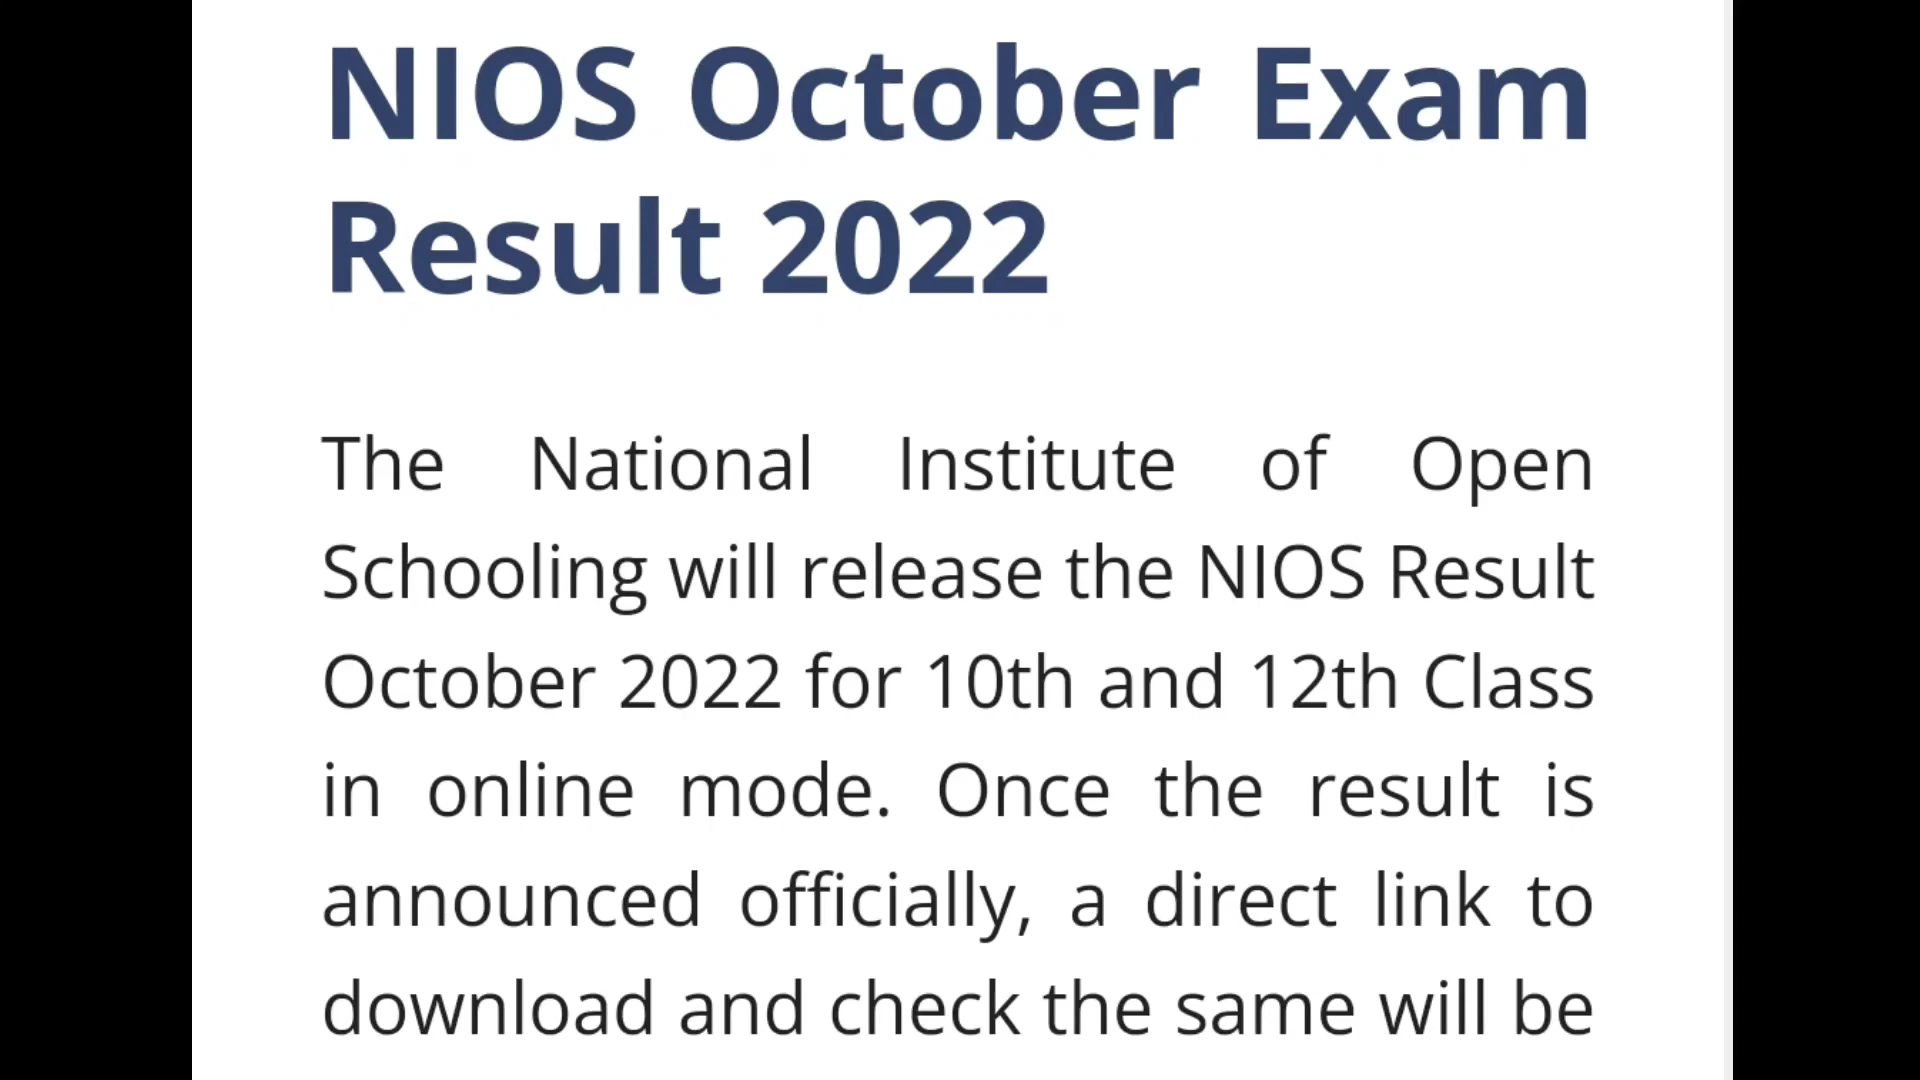 NIOS October Exam
Result 2022
The National Institute of Open
Schooling will release the NIOS Result
October 2022 for 10th and 12th Class
in online mode. Once the result is
announced officially, a direct link to
download and check the same will be